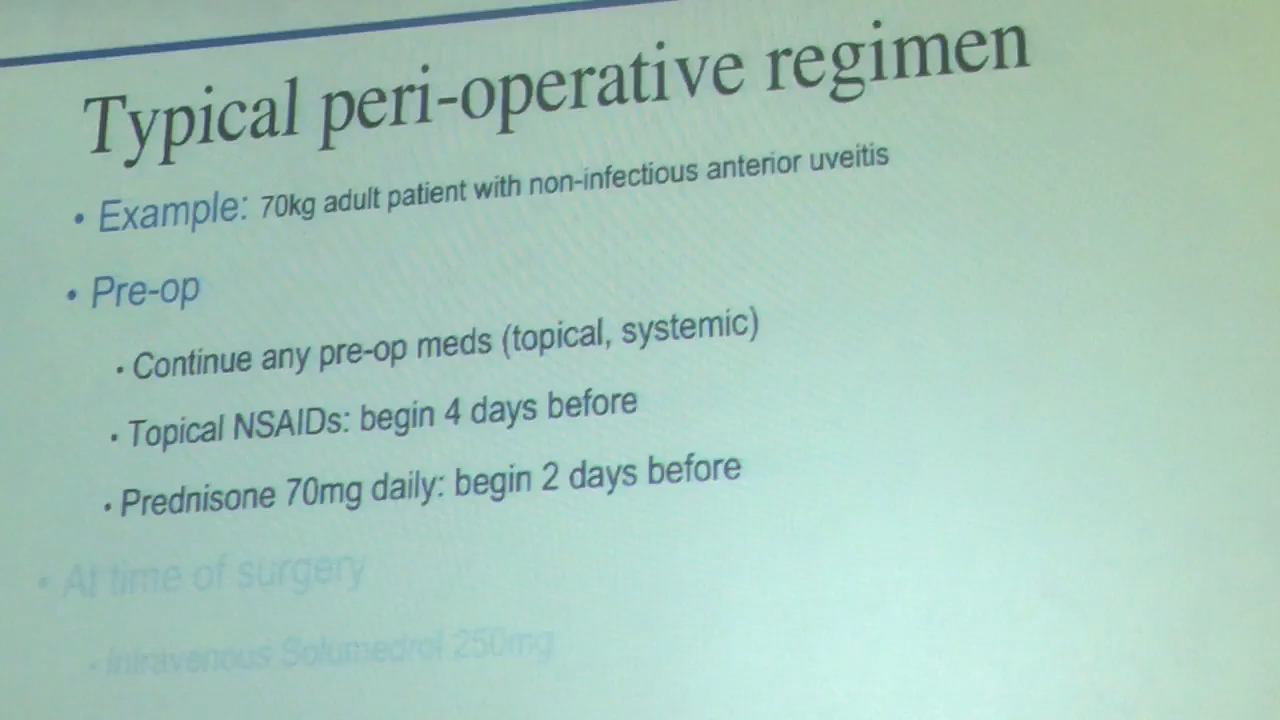 Typical peri-operative regimen
• Example: 70kg adult patient with non-infectious anterior uveitis
• Pre-op
• Continue any pre-op meds (topical, systemic)
• Topical NSAIDs: begin 4 days before
• Prednisone 70mg daily: begin 2 days before
• At time of surgery
• Intravenous Solumedrol 250mg